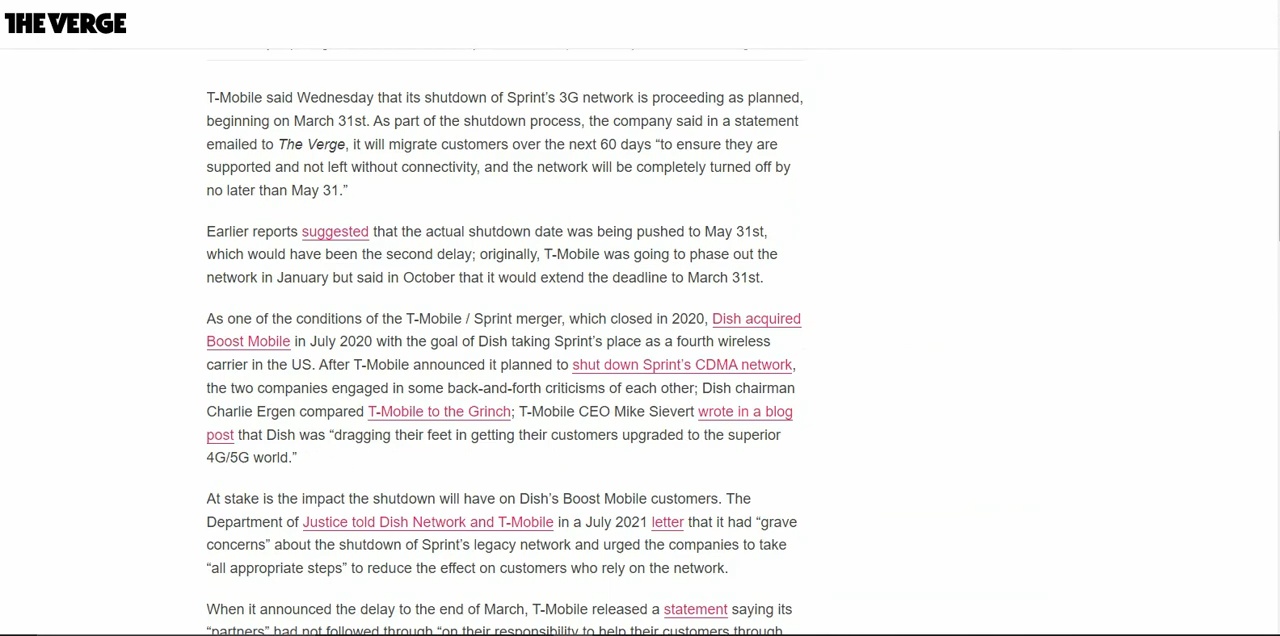 THE VERGE
T-Mobile said Wednesday that its shutdown of Sprint’s 3G network is proceeding as planned,
beginning on March 31st. As part of the shutdown process, the company said in a statement
emailed to The Verge, it will migrate customers over the next 60 days “to ensure they are
supported and not left without connectivity, and the network will be completely turned off by
no later than May 31.”
Earlier reports suggested that the actual shutdown date was being pushed to May 31st,
which would have been the second delay; originally, T-Mobile was going to phase out the
network in January but said in October that it would extend the deadline to March 31st.
As one of the conditions of the T-Mobile / Sprint merger, which closed in 2020, Dish acquired
Boost Mobile in July 2020 with the goal of Dish taking Sprint’s place as a fourth wireless
carrier in the US. After T-Mobile announced it planned to shut down Sprint’s CDMA network,
the two companies engaged in some back-and-forth criticisms of each other; Dish chairman
Charlie Ergen compared T-Mobile to the Grinch; T-Mobile CEO Mike Sievert wrote in a blog
post that Dish was “dragging their feet in getting their customers upgraded to the superior
4G/5G world.”
At stake is the impact the shutdown will have on Dish’s Boost Mobile customers. The
Department of Justice told Dish Network and T-Mobile in a July 2021 letter that it had “grave
concerns” about the shutdown of Sprint’s legacy network and urged the companies to take
“all appropriate steps” to reduce the effect on customers who rely on the network.
When it announced the delay to the end of March, T-Mobile released a statement saying its
“partners” had not followed through “on their responsibility to help their customers through